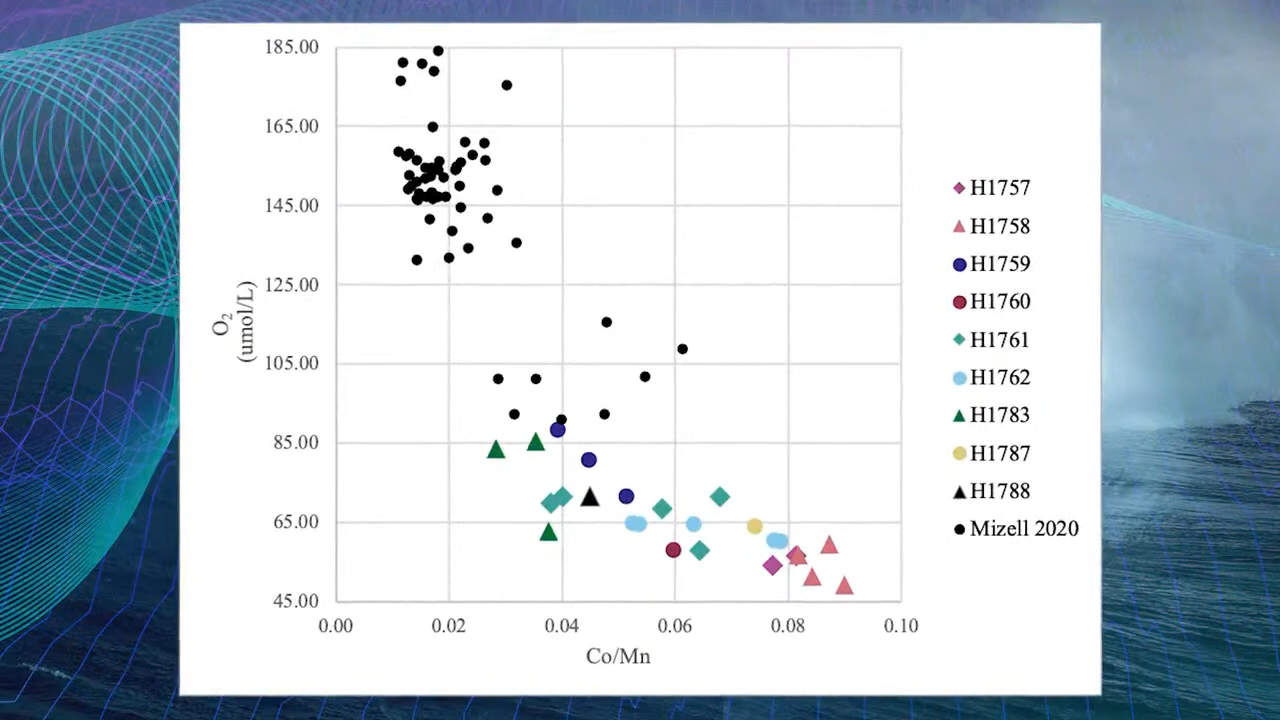 185.00
165.00
145.00
125.00
105.00
85.00
65.00
45.00
O2
(umol/L)
0.00 0.02 0.04 0.06 0.08 0.10
Co/Mn
H1757
H1758
H1759
H1760
H1761
H1762
H1783
H1787
H1788
Mizell 2020